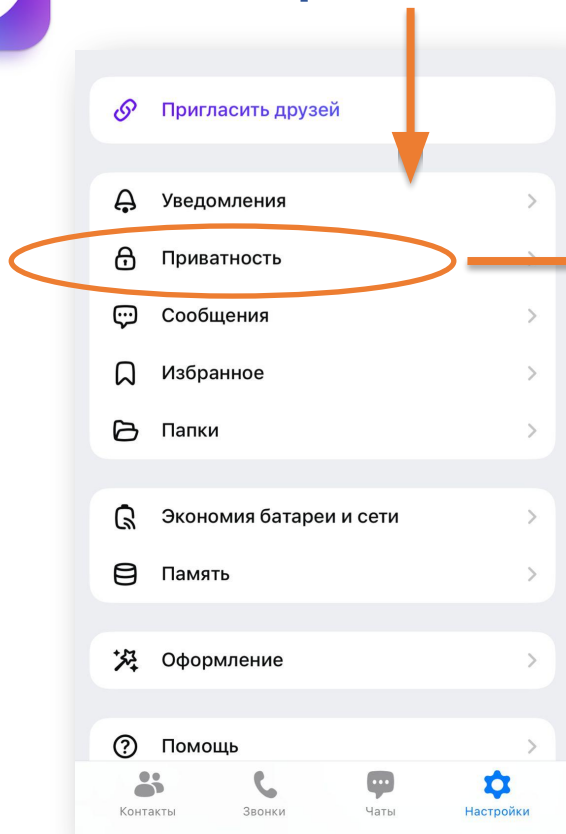 Пригласить друзей
Уведомления
Приватность
Сообщения
Избранное
Папки
Экономия батареи и сети
Память
Оформление
Помощь
Контакты
Звонки
Чаты
Настройки